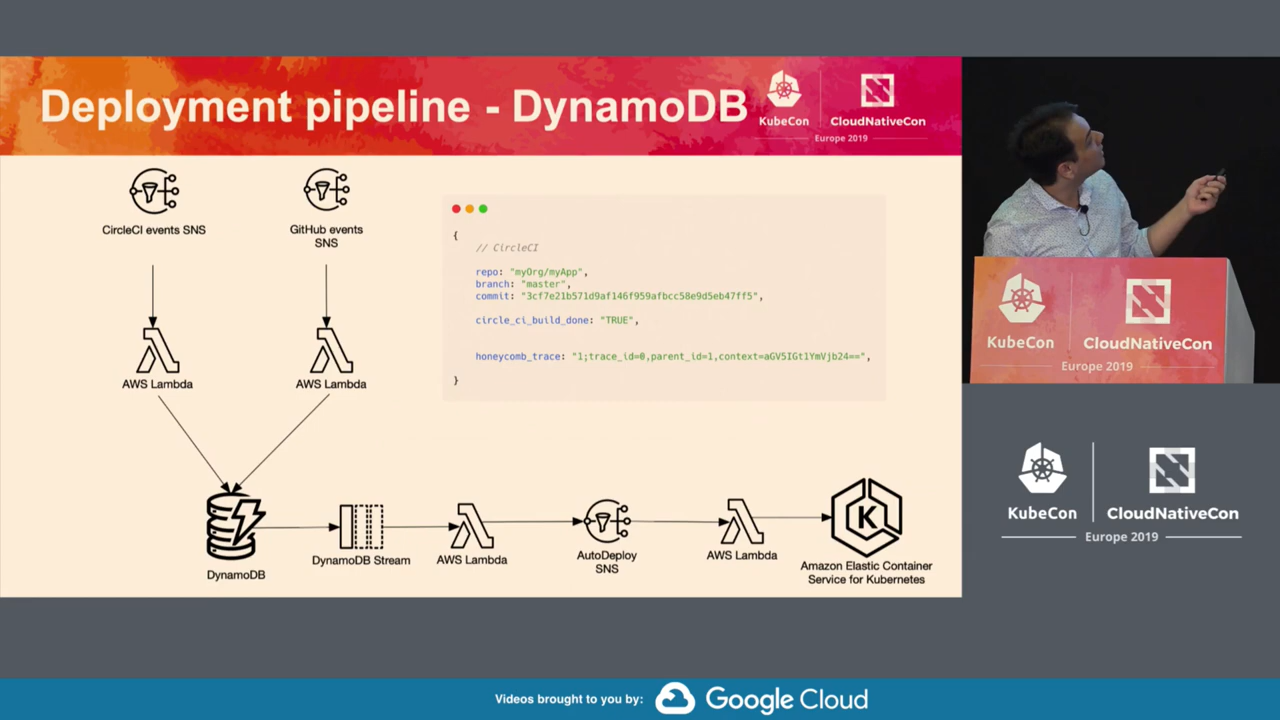 Deployment pipeline - DynamoDB
KubeCon
CloudNativeCon
Europe 2019
CircleCI events SNS
GitHub events
SNS
{
// CircleCI
repo: "myOrg/myApp",
branch: "master",
commit: "3cf7e21b571d9af146f959afbcc58e9d5eb47ff5",
circle_ci_build_done: "TRUE",
honeycomb_trace: "1;trace_id=0,parent_id=1,context=aGV5IGt1YmVjb24==",
}
AWS Lambda
AWS Lambda
DynamoDB
DynamoDB Stream
AWS Lambda
AutoDeploy
SNS
AWS Lambda
Amazon Elastic Container
Service for Kubernetes
KubeCon
CloudNativeCon
Europe 2019
KubeCon
CloudNativeCon
Europe 2019
Videos brought to you by:
Google Cloud